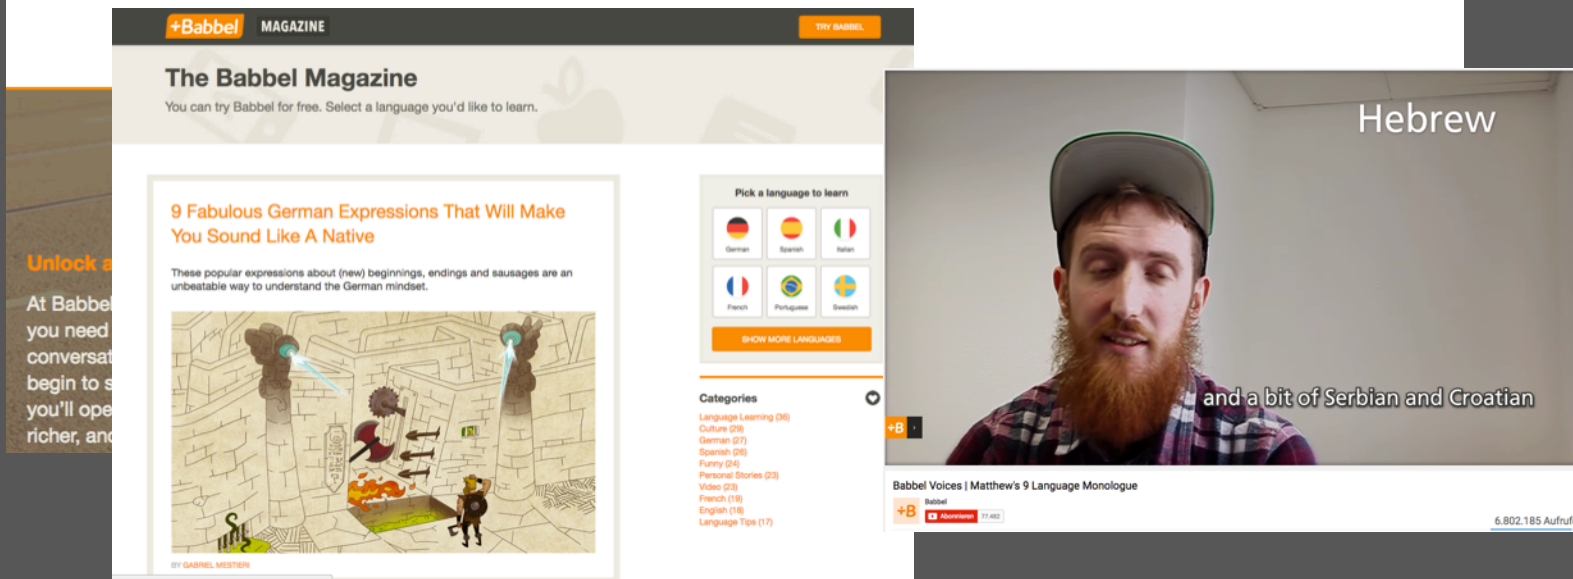 +Babbel MAGAZINE
TRY BABBEL
The Babbel Magazine
You can try Babbel for free. Select a language you'd like to learn.
9 Fabulous German Expressions That Will Make
You Sound Like A Native
These popular expressions about (new) beginnings, endings and sausages are an
unbeatable way to understand the German mindset.
BY GABRIEL MESTIERI
Pick a language to learn
German Spanish Italian
French Portuguese Swedish
SHOW MORE LANGUAGES
Categories
Language Learning (36)
Culture (29)
German (27)
Spanish (26)
Funny (24)
Personal Stories (23)
Video (23)
French (19)
English (18)
Language Tips (17)
Unlock a
At Babbel
you need
conversat
begin to s
you'll ope
richer, and
Hebrew
and a bit of Serbian and Croatian
+B
Babbel Voices | Matthew's 9 Language Monologue
+B
Babbel
Abonnieren 77.482
6.802.185 Aufruf